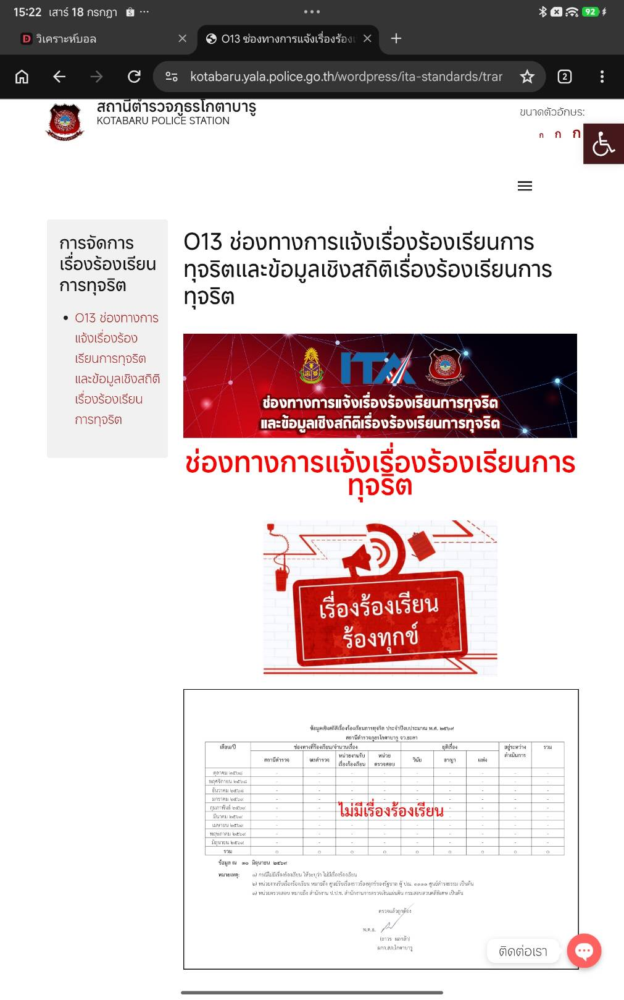 15:22 เสาร์ 18 กรกฎา
92
วิเคราะห์บอล
O13 ช่องทางการแจ้งเรื่องร้องเ
kotabaru.yala.police.go.th/wordpress/ita-standards/trar
2
สถานีตำรวจภูธรโกตาบารู
KOTABARU POLICE STATION
ขนาดตัวอักษร:
ก ก ก
การจัดการ
เรื่องร้องเรียน
การทุจริต
O13 ช่องทางการ
แจ้งเรื่องร้อง
เรียนการทุจริต
และข้อมูลเชิงสถิติ
เรื่องร้องเรียน
การทุจริต
O13 ช่องทางการแจ้งเรื่องร้องเรียนการ
ทุจริตและข้อมูลเชิงสถิติเรื่องร้องเรียนการ
ทุจริต
ITA
ช่องทางการแจ้งเรื่องร้องเรียนการทุจริต
และข้อมูลเชิงสถิติเรื่องร้องเรียนการทุจริต
ช่องทางการแจ้งเรื่องร้องเรียนการ
ทุจริต
เรื่องร้องเรียน
ร้องทุกข์
ข้อมูลเชิงสถิติเรื่องร้องเรียนการทุจริต ประจำปีงบประมาณ พ.ศ. ๒๕๖๙
สถานีตำรวจภูธรโกตาบารู จว.ยะลา
เดือน/ปี ช่องทางที่ร้องเรียน/จำนวนเรื่อง ยุติเรื่อง อยู่ระหว่างดำเนินการ รวม
สถานีตำรวจ จเรตำรวจ หน่วยงานรับเรื่องร้องเรียน หน่วยตรวจสอบ วินัย อาญา แพ่ง
ตุลาคม ๒๕๖๘ - - - - - - - - -
พฤศจิกายน ๒๕๖๘ - - - - - - - - -
ธันวาคม ๒๕๖๘ - - - - - - - - -
มกราคม ๒๕๖๙ - - - - - - - - -
กุมภาพันธ์ ๒๕๖๙ - - - - - - - - -
ไม่มีเรื่องร้องเรียน
มีนาคม ๒๕๖๙ - - - - - - - - -
เมษายน ๒๕๖๙ - - - - - - - - -
พฤษภาคม ๒๕๖๙ - - - - - - - - -
มิถุนายน ๒๕๖๙ - - - - - - - - -
รวม ๐ ๐ ๐ ๐ ๐ ๐ ๐ ๐ ๐
ข้อมูล ณ ๓๐ มิถุนายน ๒๕๖๙
หมายเหตุ: ๑) กรณีไม่มีเรื่องร้องเรียน ให้ระบุว่า ไม่มีเรื่องร้องเรียน
๒) หน่วยงานรับเรื่องร้องเรียน หมายถึง ศูนย์รับเรื่องราวร้องทุกข์ของรัฐบาล ตู้ ปณ. ๑๑๑๑ ศูนย์ดำรงธรรม เป็นต้น
๓) หน่วยตรวจสอบ หมายถึง สำนักงาน ป.ป.ช. สำนักงานการตรวจเงินแผ่นดิน กรมสอบสวนคดีพิเศษ เป็นต้น
ตรวจแล้วถูกต้อง
พ.ต.อ.
(ถาวร ผลกล้า)
ผกก.สภ.โกตาบารู
ติดต่อเรา